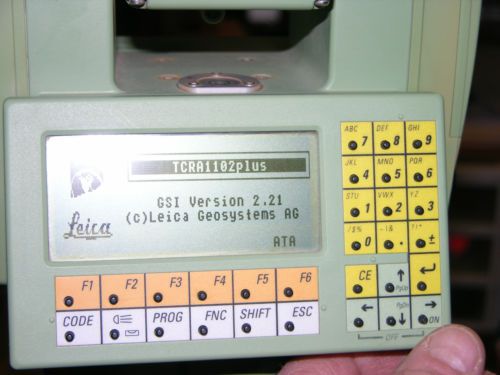 TCRA1102plus
GSI Version 2.21
(c)Leica Geosystems AG
Leica
ATA
ABC 7 DEF 8 GHI 9
JKL 4 MNO 5 PQR 6
STU 1 VWX 2 YZ 3
/$% 0 -\& . ?!* ±
F1 F2 F3 F4 F5 F6
CE PgUp
CODE PROG FNC SHIFT ESC
PgDn ON
OFF